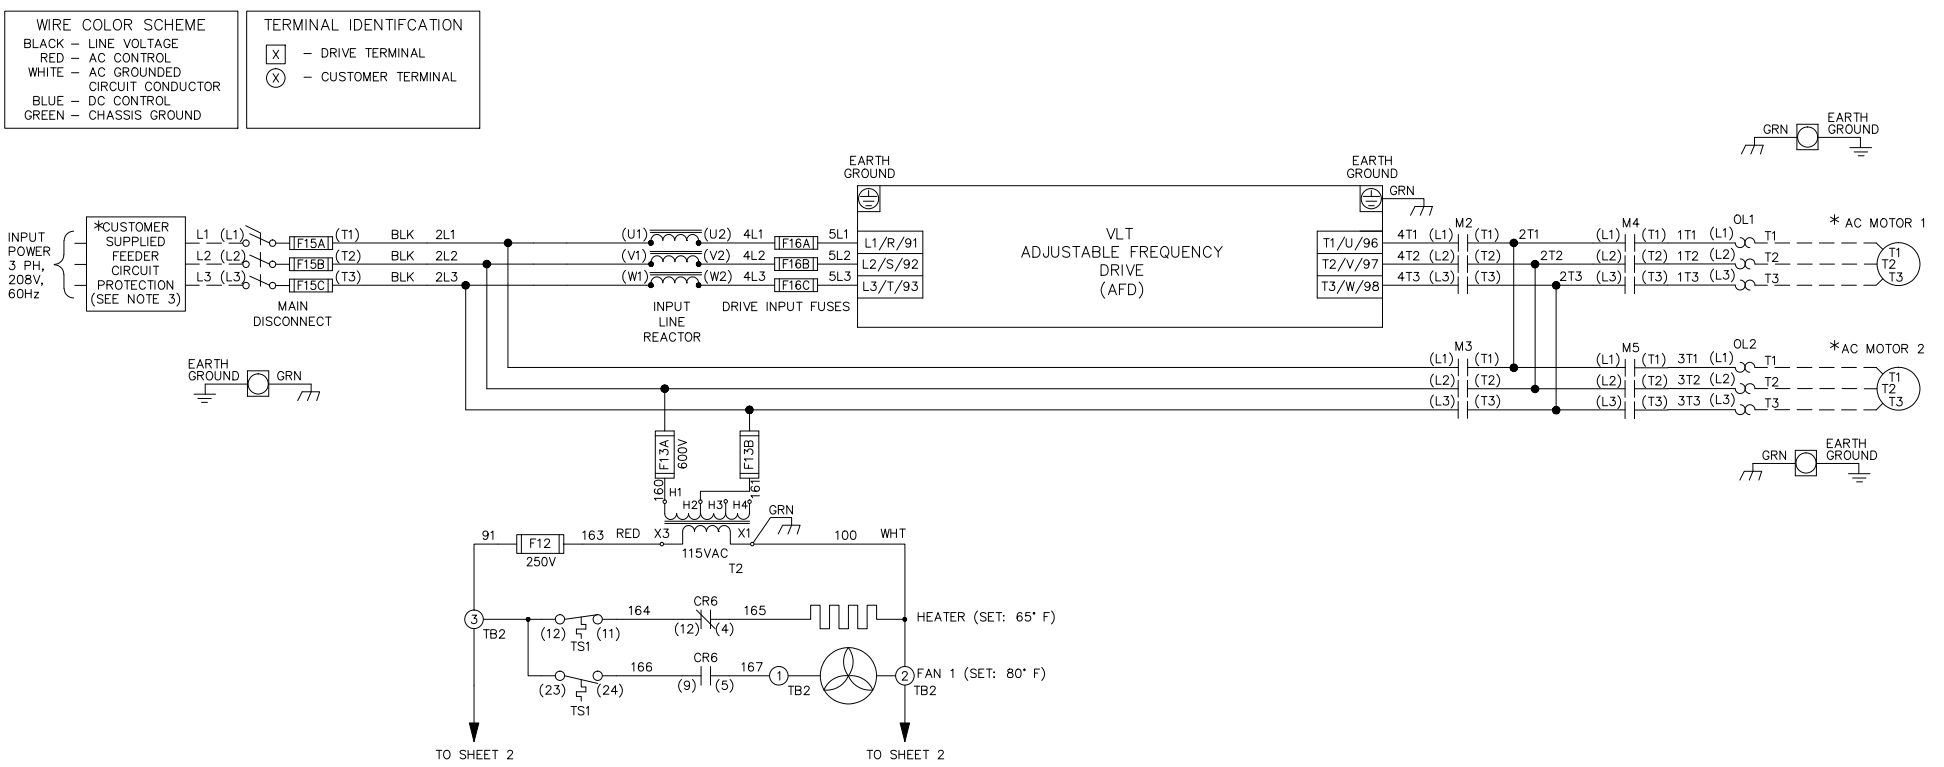 WIRE COLOR SCHEME
BLACK – LINE VOLTAGE
RED – AC CONTROL
WHITE – AC GROUNDED
CIRCUIT CONDUCTOR
BLUE – DC CONTROL
GREEN – CHASSIS GROUND
TERMINAL IDENTIFCATION
X – DRIVE TERMINAL
X – CUSTOMER TERMINAL
GRN
EARTH
GROUND
EARTH
GROUND
EARTH
GROUND
GRN
INPUT
POWER
3 PH,
208V,
60Hz
*CUSTOMER
SUPPLIED
FEEDER
CIRCUIT
PROTECTION
(SEE NOTE 3)
L1 (L1) F15A (T1) BLK 2L1 (U1) (U2) 4L1 F16A 5L1 L1/R/91
L2 (L2) F15B (T2) BLK 2L2 (V1) (V2) 4L2 F16B 5L2 L2/S/92
L3 (L3) F15C (T3) BLK 2L3 (W1) (W2) 4L3 F16C 5L3 L3/T/93
MAIN
DISCONNECT
INPUT
LINE
REACTOR
DRIVE INPUT FUSES
VLT
ADJUSTABLE FREQUENCY
DRIVE
(AFD)
M2 M4 OL1 * AC MOTOR 1
T1/U/96 4T1 (L1) (T1) 2T1 (L1) (T1) 1T1 (L1) T1 T1
T2/V/97 4T2 (L2) (T2) 2T2 (L2) (T2) 1T2 (L2) T2 T2
T3/W/98 4T3 (L3) (T3) 2T3 (L3) (T3) 1T3 (L3) T3 T3
EARTH
GROUND
GRN
M3 M5 OL2 *AC MOTOR 2
(L1) (T1) (L1) (T1) 3T1 (L1) T1 T1
(L2) (T2) (L2) (T2) 3T2 (L2) T2 T2
(L3) (T3) (L3) (T3) 3T3 (L3) T3 T3
GRN
EARTH
GROUND
F13A
600V
F13B
160
161
H1
H2 H3 H4
GRN
91 F12 163 RED X3 X1 100 WHT
250V
115VAC
T2
3
TB2
(12) (11)
TS1
164
CR6
(12) (4)
165
HEATER (SET: 65° F)
(23) (24)
TS1
166
CR6
(9) (5)
167
1
TB2
2
TB2
FAN 1 (SET: 80° F)
TO SHEET 2
TO SHEET 2